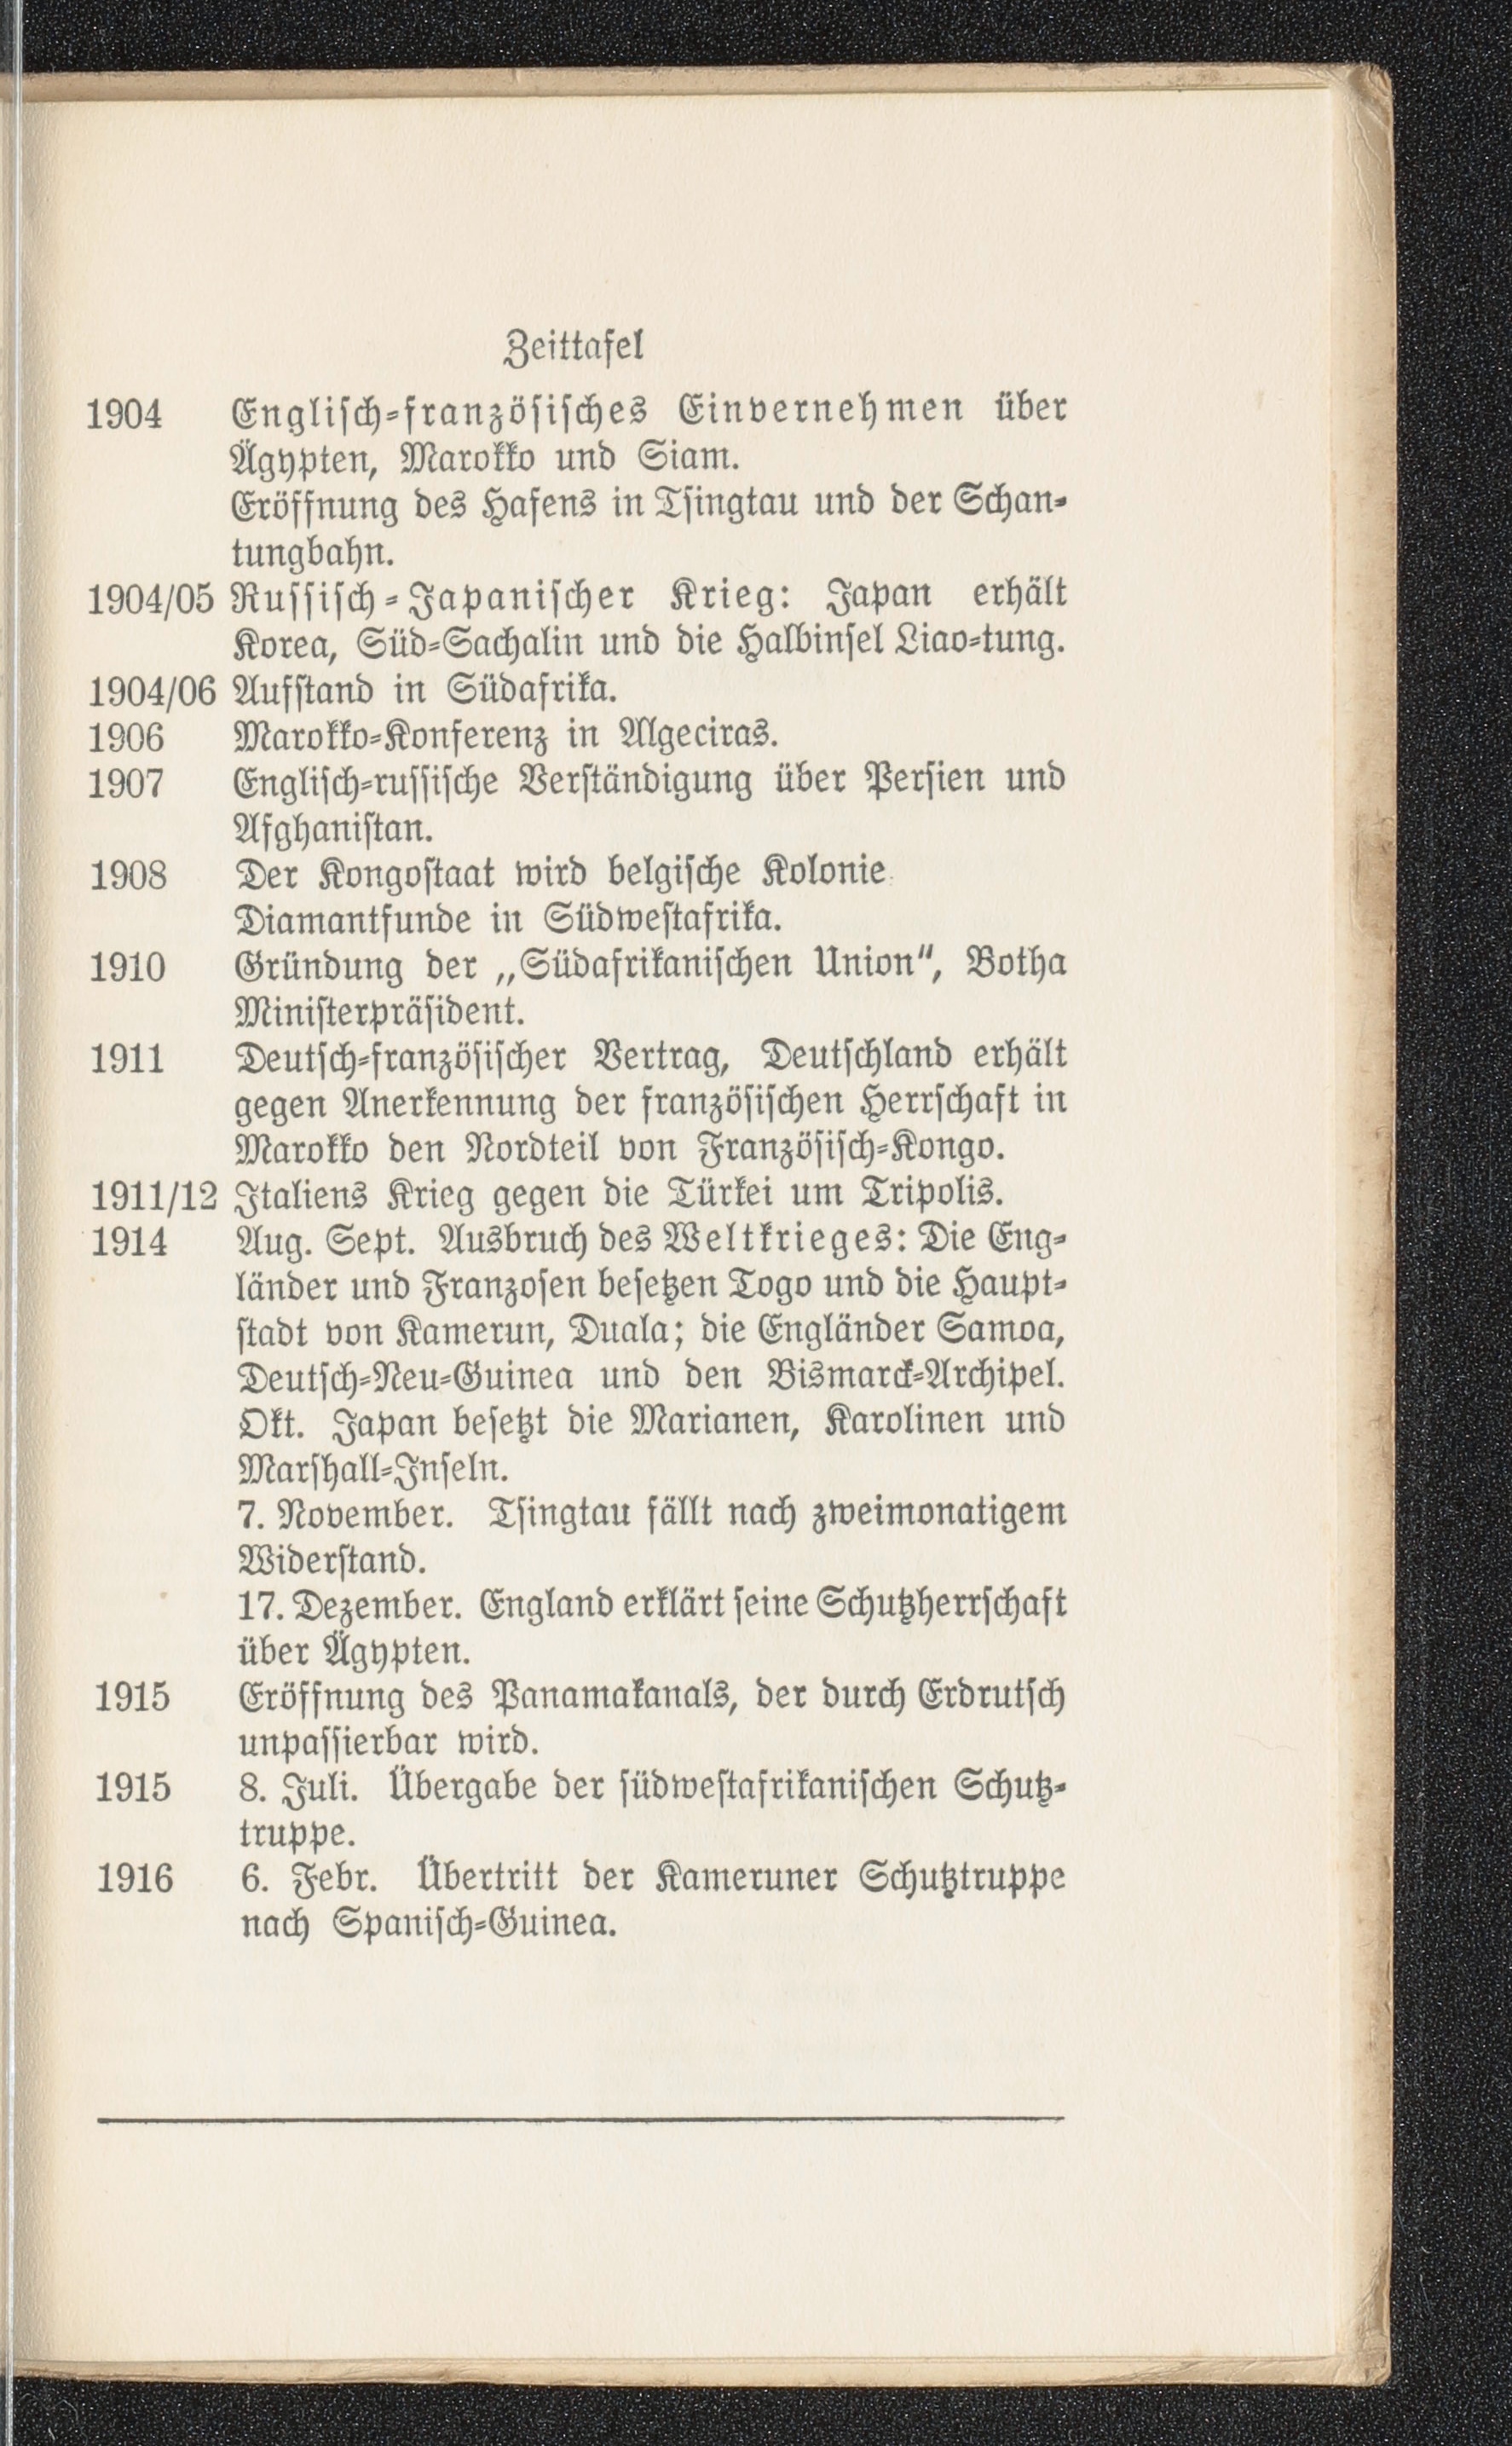 Zeittafel
1904 Englisch-französisches Einvernehmen über
Ägypten, Marokko und Siam.
Eröffnung des Hafens in Tsingtau und der Schan-
tungbahn.
1904/05 Russisch-Japanischer Krieg: Japan erhält
Korea, Süd-Sachalin und die Halbinsel Liao-tung.
1904/06 Aufstand in Südafrika.
1906 Marokko-Konferenz in Algeciras.
1907 Englisch-russische Verständigung über Persien und
Afghanistan.
1908 Der Kongostaat wird belgische Kolonie.
Diamantfunde in Südwestafrika.
1910 Gründung der „Südafrikanischen Union“, Botha
Ministerpräsident.
1911 Deutsch-französischer Vertrag, Deutschland erhält
gegen Anerkennung der französischen Herrschaft in
Marokko den Nordteil von Französisch-Kongo.
1911/12 Italiens Krieg gegen die Türkei um Tripolis.
1914 Aug. Sept. Ausbruch des Weltkrieges: Die Eng-
länder und Franzosen besetzen Togo und die Haupt-
stadt von Kamerun, Duala; die Engländer Samoa,
Deutsch-Neu-Guinea und den Bismarck-Archipel.
Okt. Japan besetzt die Marianen, Karolinen und
Marshall-Inseln.
7. November. Tsingtau fällt nach zweimonatigem
Widerstand.
17. Dezember. England erklärt seine Schutzherrschaft
über Ägypten.
1915 Eröffnung des Panamakanals, der durch Erdrutsch
unpassierbar wird.
1915 8. Juli. Übergabe der südwestafrikanischen Schutz-
truppe.
1916 6. Febr. Übertritt der Kameruner Schutztruppe
nach Spanisch-Guinea.